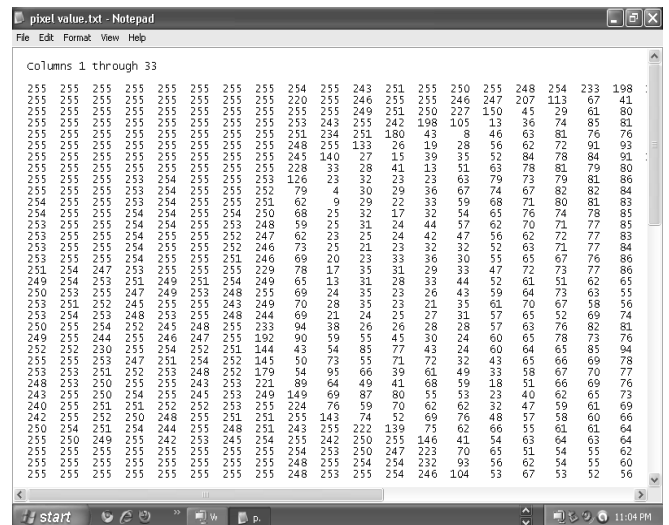 pixel value.txt - Notepad
File Edit Format View Help
Columns 1 through 33
255 255 255 255 255 255 255 255 254 255 243 251 255 250 255 248 254 233 198
255 255 255 255 255 255 255 255 220 255 246 255 255 246 247 207 113 67 41
255 255 255 255 255 255 255 255 255 255 249 251 250 227 150 45 29 61 80
255 255 255 255 255 255 255 255 253 243 255 242 198 105 13 36 74 85 81
255 255 255 255 255 255 255 255 251 234 251 180 43 8 46 63 81 76 76
255 255 255 255 255 255 255 255 248 255 133 26 19 28 56 62 72 91 93
255 255 255 255 255 255 255 255 245 140 27 15 39 35 52 84 78 84 91
255 255 255 255 255 255 255 255 228 33 28 41 13 51 63 78 81 79 80
255 255 255 253 254 255 255 253 126 23 32 23 23 63 79 73 79 81 86
255 255 255 253 254 255 255 252 79 4 30 29 36 67 74 67 82 82 84
255 255 255 253 254 255 255 251 62 9 29 22 33 59 68 71 80 81 83
254 255 255 254 254 255 254 250 68 25 32 17 32 54 65 76 74 78 85
253 255 255 254 254 255 253 248 59 25 31 24 44 57 62 70 71 77 85
253 255 255 254 255 255 252 247 62 23 25 24 42 47 56 62 72 77 83
253 255 255 254 255 255 252 246 73 25 21 23 32 32 52 63 71 77 84
253 255 254 256 255 255 251 246 69 20 23 33 36 30 55 65 67 76 86
251 254 247 253 255 255 255 229 78 17 35 31 29 33 47 72 73 77 86
249 254 253 251 249 251 254 249 65 13 31 28 33 44 52 61 51 62 65
250 253 255 247 249 253 248 255 69 24 35 23 26 43 59 64 73 63 55
253 251 252 245 255 255 243 249 70 28 35 23 21 35 61 70 67 58 56
253 254 253 248 253 255 248 244 69 21 24 25 27 31 57 65 52 69 74
250 255 254 252 245 248 255 233 94 38 26 26 28 28 57 63 76 82 81
249 255 244 255 246 247 255 192 90 59 55 45 30 24 60 65 78 73 76
252 252 230 255 254 252 251 144 43 54 85 77 43 24 60 64 65 85 94
255 255 253 247 251 254 252 145 50 73 55 71 72 32 43 65 66 69 78
253 253 251 252 253 248 252 179 54 95 66 39 61 49 33 58 67 70 77
248 253 250 255 255 243 253 221 89 64 49 41 68 59 18 51 66 69 76
243 255 250 254 255 245 253 249 149 69 87 80 55 53 23 40 62 65 73
240 255 251 251 252 252 253 255 224 76 59 70 62 62 32 47 59 61 69
242 255 252 250 248 255 251 251 255 143 74 52 69 76 48 57 58 60 66
250 254 251 254 244 255 248 251 243 255 222 139 75 62 66 55 61 61 64
255 250 249 255 242 253 245 254 255 242 250 255 146 41 54 63 64 63 64
255 255 255 255 255 255 255 255 254 253 250 247 223 70 65 51 54 55 62
255 255 255 255 255 255 255 255 248 255 254 254 232 93 56 62 54 55 60
255 255 255 255 255 255 255 255 248 253 255 254 246 104 53 67 53 52 56
start
p.
11:04 PM